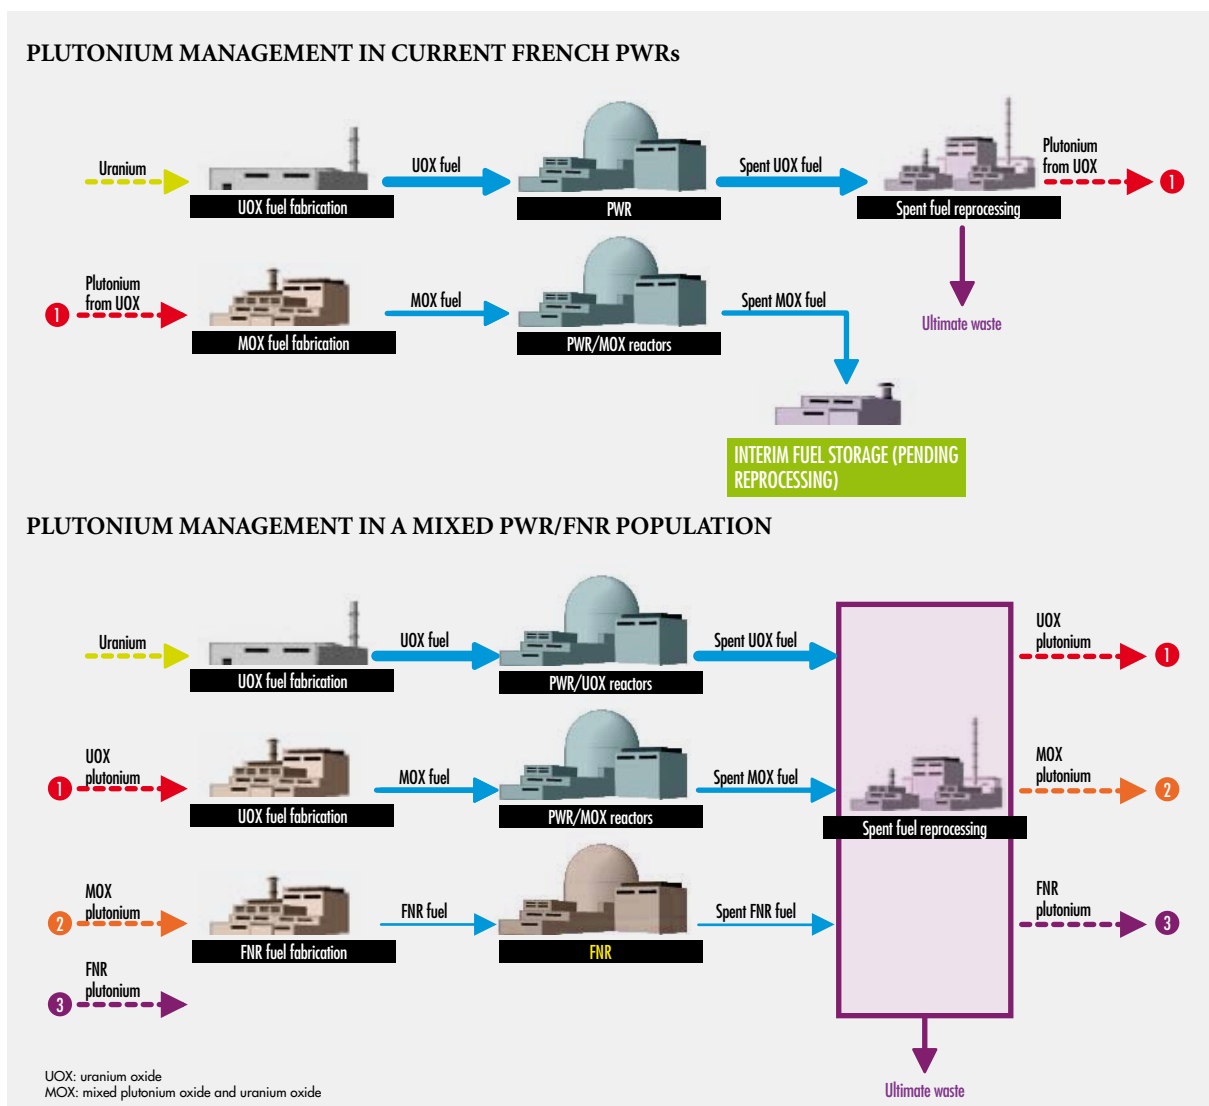 PLUTONIUM MANAGEMENT IN CURRENT FRENCH PWRs
Uranium
UOX fuel
Spent UOX fuel
Plutonium
from UOX
1
UOX fuel fabrication
PWR
Spent fuel reprocessing
Plutonium
from UOX
1
MOX fuel
Spent MOX fuel
Ultimate waste
MOX fuel fabrication
PWR/MOX reactors
INTERIM FUEL STORAGE (PENDING
REPROCESSING)
PLUTONIUM MANAGEMENT IN A MIXED PWR/FNR POPULATION
Uranium
UOX fuel
Spent UOX fuel
UOX
plutonium
1
UOX fuel fabrication
PWR/UOX reactors
UOX
plutonium
1
MOX fuel
Spent MOX fuel
MOX
plutonium
2
UOX fuel fabrication
PWR/MOX reactors
Spent fuel reprocessing
MOX
plutonium
2
FNR fuel
Spent FNR fuel
FNR
plutonium
3
FNR fuel fabrication
FNR
FNR
plutonium
3
Ultimate waste
UOX: uranium oxide
MOX: mixed plutonium oxide and uranium oxide